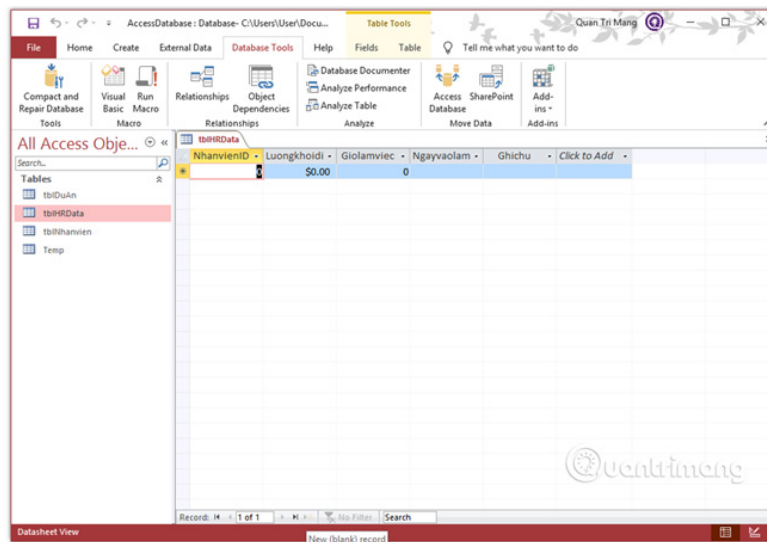 AccessDatabase : Database- C:\Users\User\Docu... Table Tools Quan Tri Mang
File Home Create External Data Database Tools Help Fields Table Tell me what you want to do
Compact and Repair Database
Visual Basic
Run Macro
Relationships
Object Dependencies
Database Documenter
Analyze Performance
Analyze Table
Access Database
SharePoint
Add-ins
Tools Macro Relationships Analyze Move Data Add-ins
All Access Obje...
Search...
Tables
tblDuAn
tblHRData
tblNhanvien
Temp
tblHRData
NhanvienID Luongkhoidi Giolamviec Ngayvaolam Ghichu Click to Add
0 $0.00 0
Quantrimang
Record: 1 of 1 No Filter Search
Datasheet View
New (blank) record